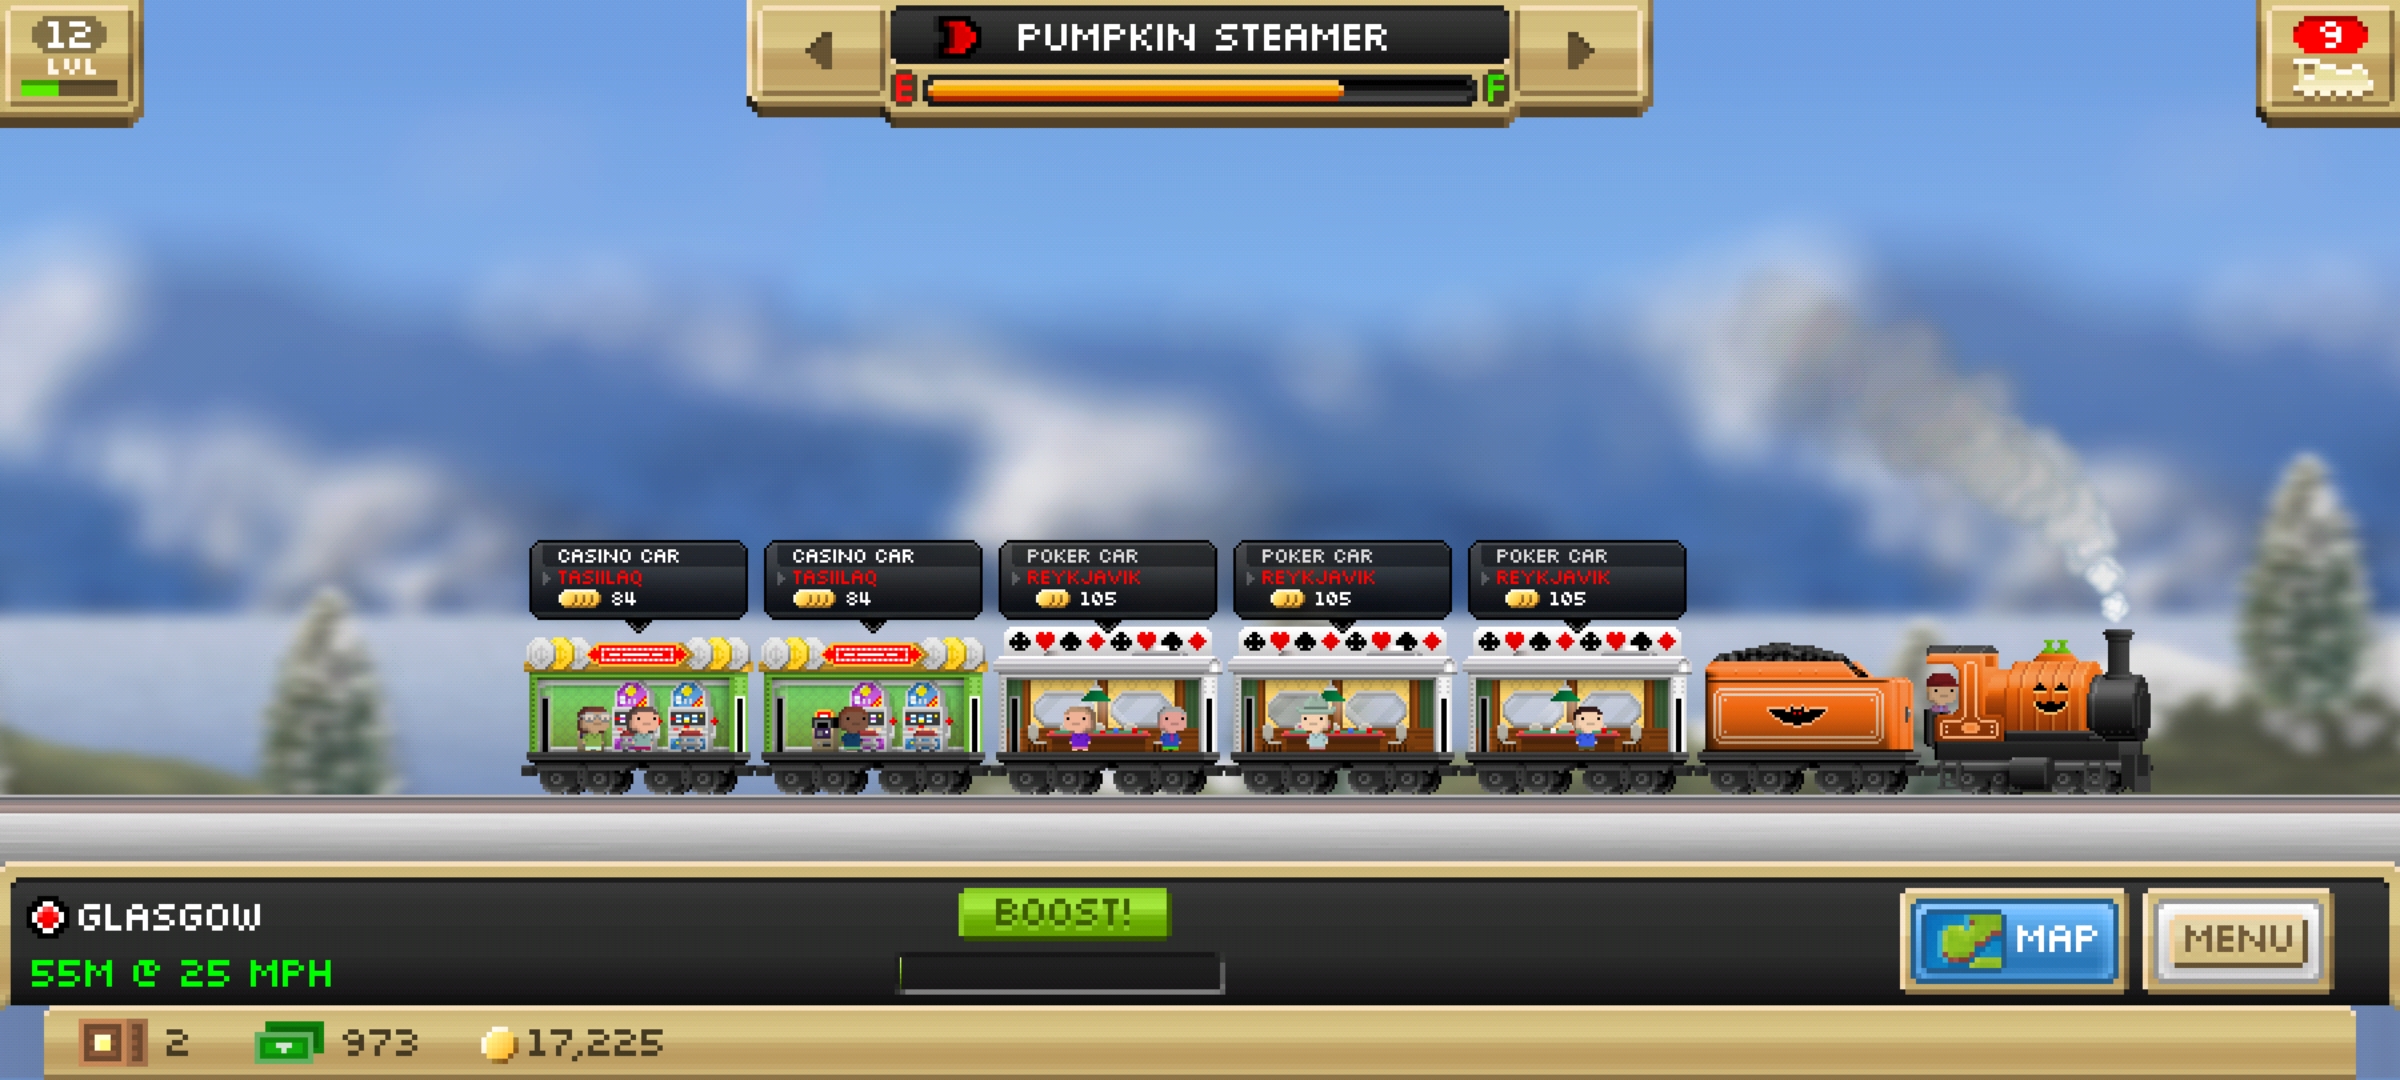 12
LVL
PUMPKIN STEAMER
E
F
9
CASINO CAR
TASIILAQ
84
CASINO CAR
TASIILAQ
84
POKER CAR
REYKJAVIK
105
POKER CAR
REYKJAVIK
105
POKER CAR
REYKJAVIK
105
GLASGOW
55M @ 25 MPH
BOOST!
MAP
MENU
2
973
17,225